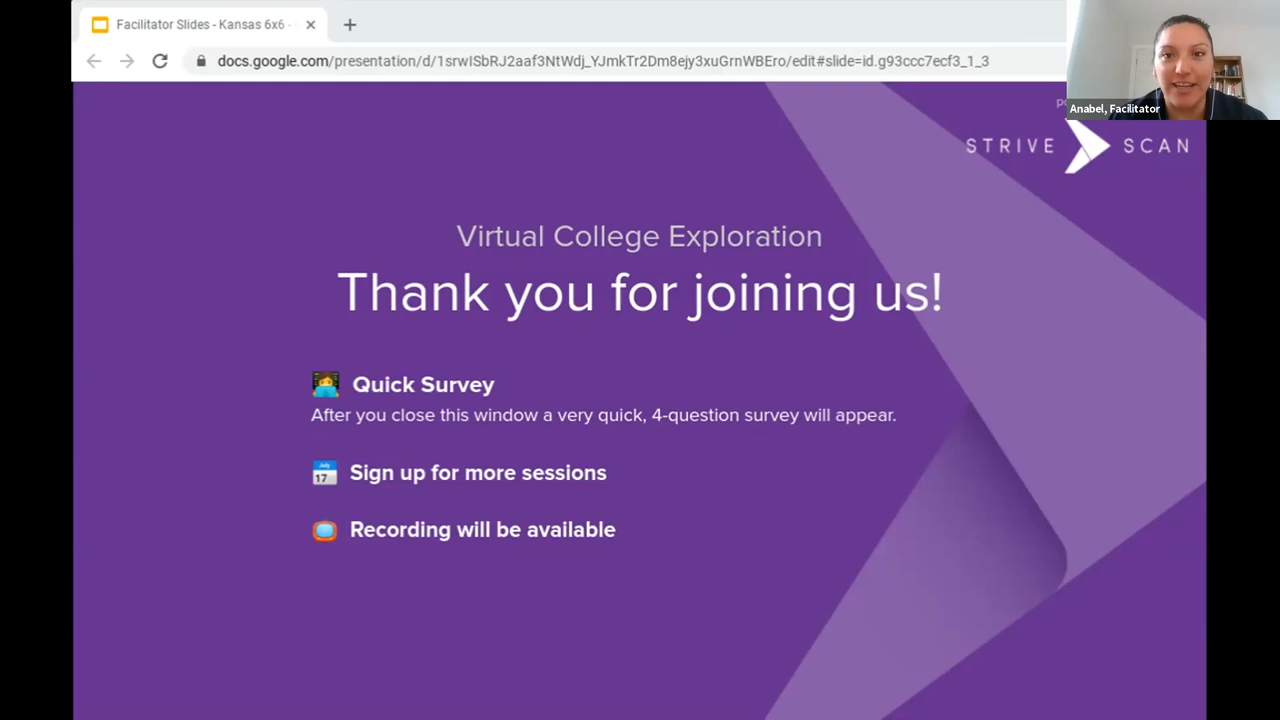 Facilitator Slides - Kansas 6x6 -
docs.google.com/presentation/d/1srwISbRJ2aaf3NtWdj_YJmkTr2Dm8ejy3xuGrnWBEro/edit#slide=id.g93ccc7ecf3_1_3
Anabel, Facilitator
STRIVE SCAN
Virtual College Exploration
Thank you for joining us!
Quick Survey
After you close this window a very quick, 4-question survey will appear.
July
17
Sign up for more sessions
Recording will be available